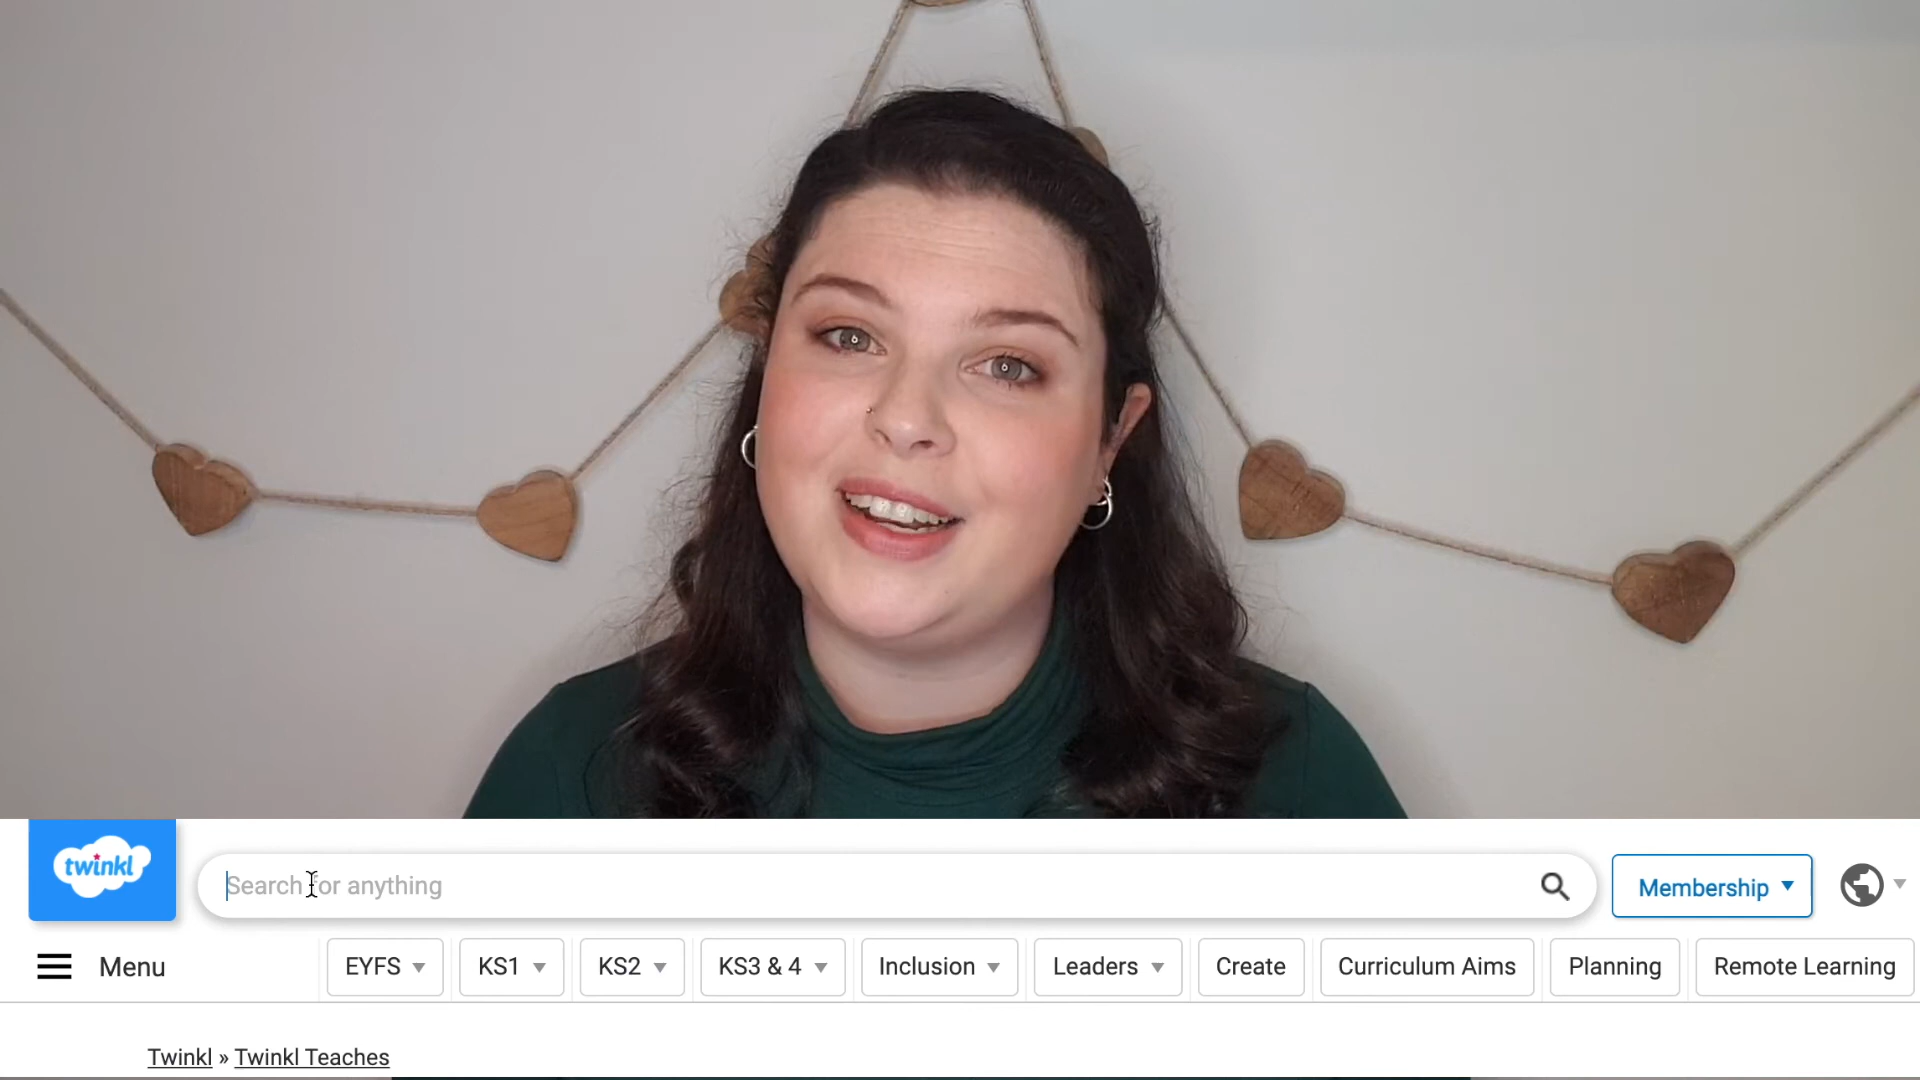 twinkl
Search for anything
Membership
Menu
EYFS KS1 KS2 KS3 & 4 Inclusion Leaders Create Curriculum Aims Planning Remote Learning
Twinkl » Twinkl Teaches